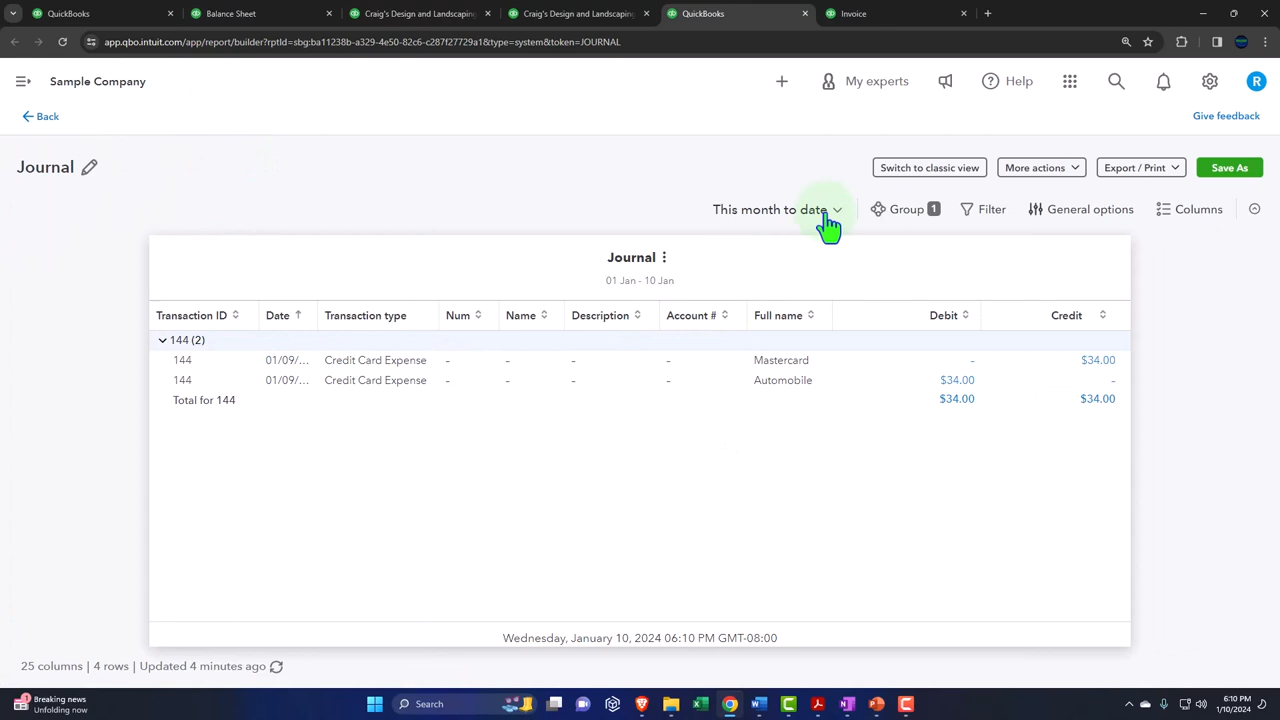 QuickBooks
Balance Sheet
Craig's Design and Landscaping
Craig's Design and Landscaping
QuickBooks
Invoice
app.qbo.intuit.com/app/report/builder?rptId=sbg:ba11238b-a329-4e50-82c6-c6f287f27729a1&type=system&token=JOURNAL
Sample Company
My experts
Help
R
Back
Give feedback
Journal
Switch to classic view
More actions
Export / Print
Save As
This month to date
Group 1
Filter
General options
Columns
Journal
01 Jan - 10 Jan
Transaction ID Date Transaction type Num Name Description Account # Full name Debit Credit
144 (2)
144 01/09/... Credit Card Expense - - - - Mastercard - $34.00
144 01/09/... Credit Card Expense - - - - Automobile $34.00 -
Total for 144 $34.00 $34.00
Wednesday, January 10, 2024 06:10 PM GMT-08:00
25 columns | 4 rows | Updated 4 minutes ago
Breaking news
Unfolding now
Search
6:10 PM
1/10/2024